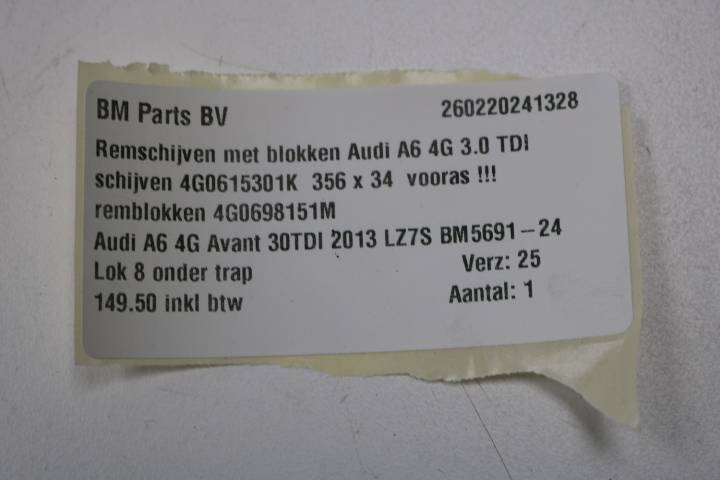 BM Parts BV 260220241328
Remschijven met blokken Audi A6 4G 3.0 TDI
schijven 4G0615301K 356 x 34 vooras !!!
remblokken 4G0698151M
Audi A6 4G Avant 30TDI 2013 LZ7S BM5691-24
Lok 8 onder trap Verz: 25
149.50 inkl btw Aantal: 1